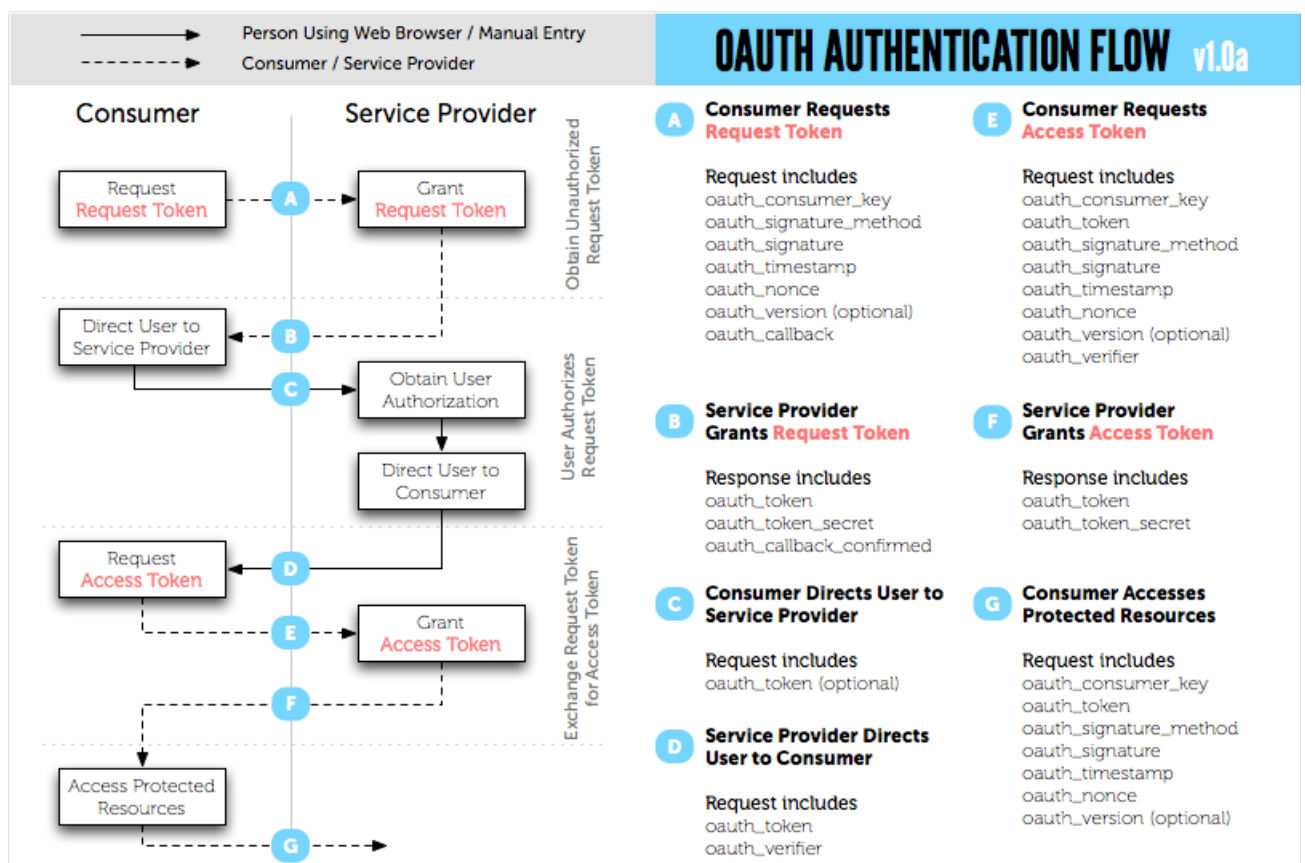 Person Using Web Browser / Manual Entry
Consumer / Service Provider
OAUTH AUTHENTICATION FLOW v1.0a
Consumer
Service Provider
Request
Request Token
A
Grant
Request Token
Obtain Unauthorized
Request Token
Direct User to
Service Provider
B
C
Obtain User
Authorization
Direct User to
Consumer
User Authorizes
Request Token
Request
Access Token
D
E
Grant
Access Token
F
Exchange Request Token
for Access Token
Access Protected
Resources
G
A
Consumer Requests
Request Token
Request includes
oauth_consumer_key
oauth_signature_method
oauth_signature
oauth_timestamp
oauth_nonce
oauth_version (optional)
oauth_callback
B
Service Provider
Grants Request Token
Response includes
oauth_token
oauth_token_secret
oauth_callback_confirmed
C
Consumer Directs User to
Service Provider
Request includes
oauth_token (optional)
D
Service Provider Directs
User to Consumer
Request includes
oauth_token
oauth_verifier
E
Consumer Requests
Access Token
Request includes
oauth_consumer_key
oauth_token
oauth_signature_method
oauth_signature
oauth_timestamp
oauth_nonce
oauth_version (optional)
oauth_verifier
F
Service Provider
Grants Access Token
Response includes
oauth_token
oauth_token_secret
G
Consumer Accesses
Protected Resources
Request includes
oauth_consumer_key
oauth_token
oauth_signature_method
oauth_signature
oauth_timestamp
oauth_nonce
oauth_version (optional)